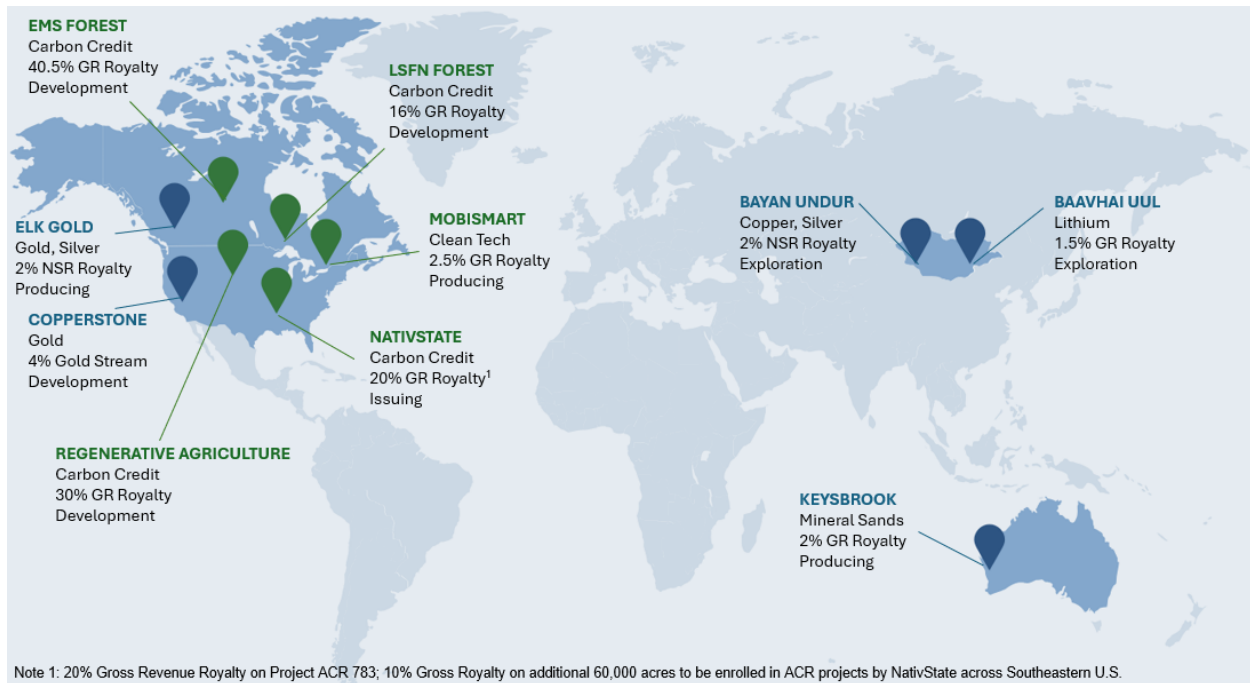 EMS FOREST
Carbon Credit
40.5% GR Royalty
Development
LSFN FOREST
Carbon Credit
16% GR Royalty
Development
ELK GOLD
Gold, Silver
2% NSR Royalty
Producing
MOBISMART
Clean Tech
2.5% GR Royalty
Producing
BAYAN UNDUR
Copper, Silver
2% NSR Royalty
Exploration
BAAVHAI UUL
Lithium
1.5% GR Royalty
Exploration
COPPERSTONE
Gold
4% Gold Stream
Development
NATIVSTATE
Carbon Credit
20% GR Royalty¹
Issuing
REGENERATIVE AGRICULTURE
Carbon Credit
30% GR Royalty
Development
KEYSBROOK
Mineral Sands
2% GR Royalty
Producing
Note 1: 20% Gross Revenue Royalty on Project ACR 783; 10% Gross Royalty on additional 60,000 acres to be enrolled in ACR projects by NativState across Southeastern U.S.